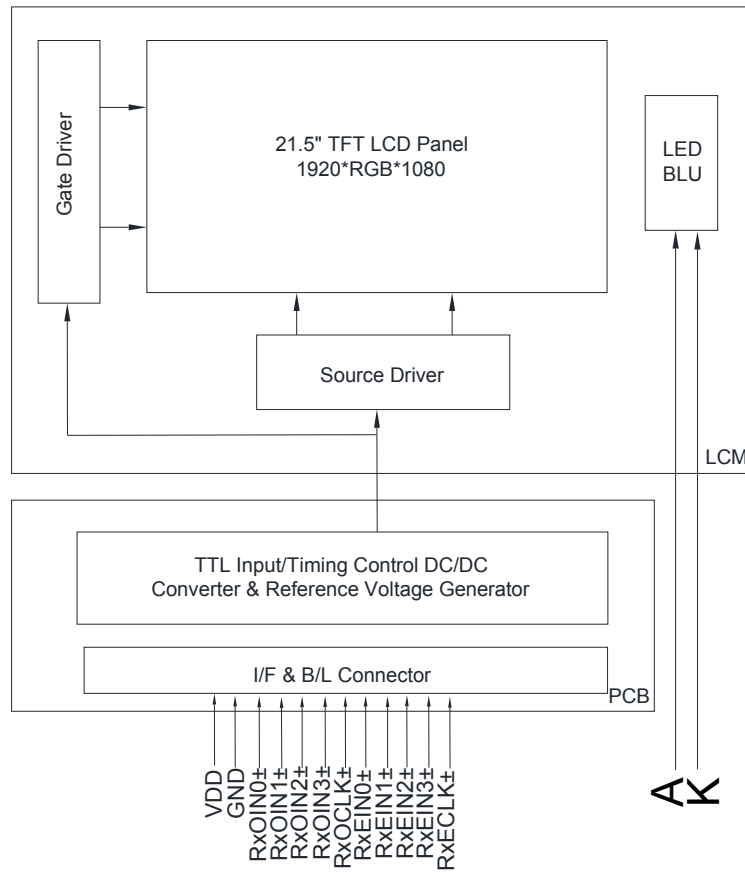 Gate Driver
21.5" TFT LCD Panel
1920*RGB*1080
LED
BLU
Source Driver
LCM
TTL Input/Timing Control DC/DC
Converter & Reference Voltage Generator
I/F & B/L Connector
PCB
VDD
GND
RxOIN0±
RxOIN1±
RxOIN2±
RxOIN3±
RxOCLK±
RxEIN0±
RxEIN1±
RxEIN2±
RxEIN3±
RxECLK±
A
K